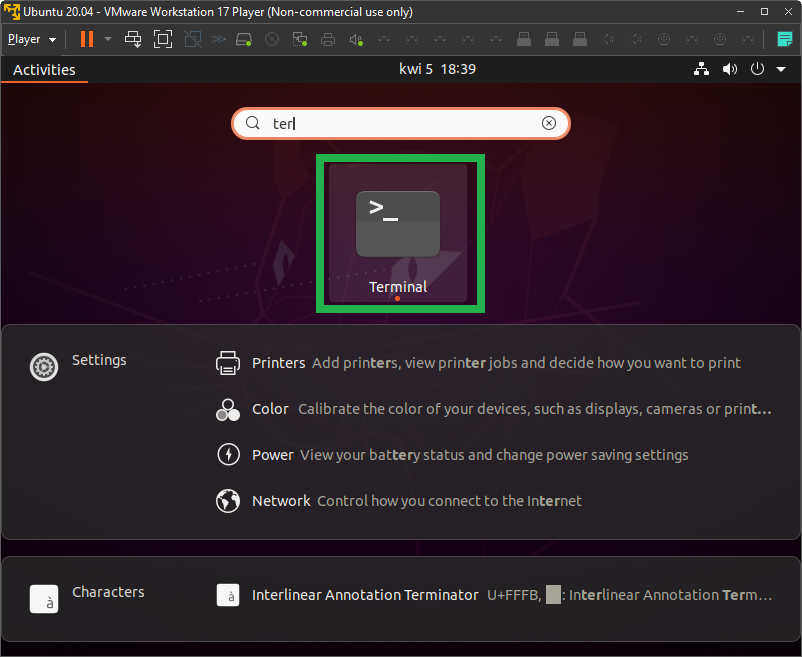 Ubuntu 20.04 - VMware Workstation 17 Player (Non-commercial use only)
Player
Activities
kwi 5 18:39
ter
>_
Terminal
Settings
Printers Add printers, view printer jobs and decide how you want to print
Color Calibrate the color of your devices, such as displays, cameras or print…
Power View your battery status and change power saving settings
Network Control how you connect to the Internet
Characters
à
à
Interlinear Annotation Terminator U+FFFB, : Interlinear Annotation Term…